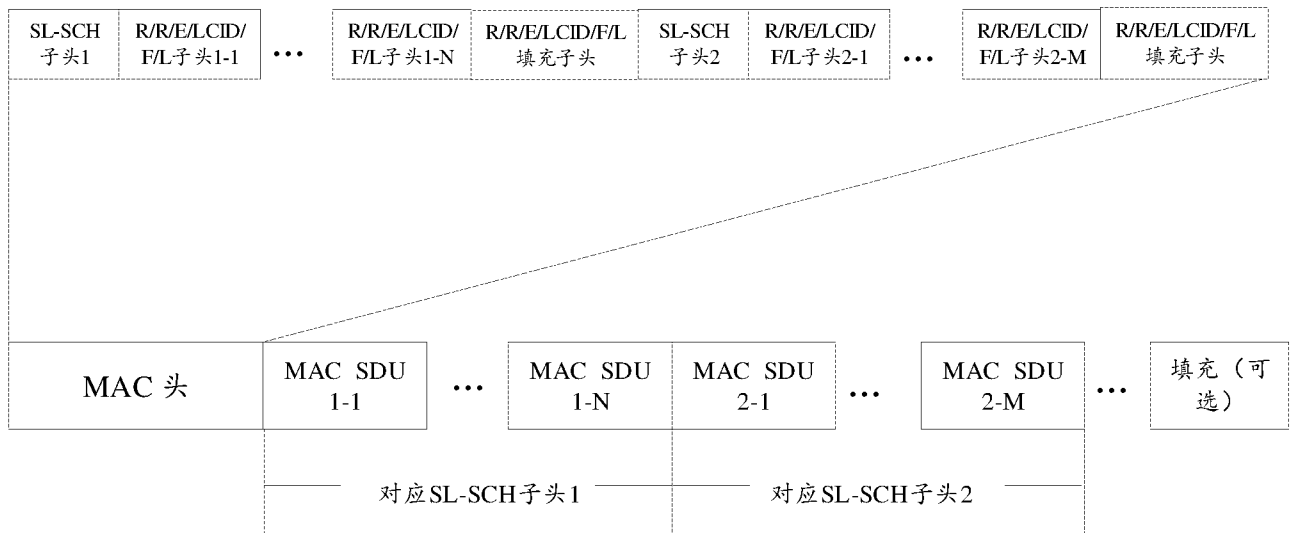 SL-SCH
子头1
R/R/E/LCID/
F/L子头1-1
...
R/R/E/LCID/
F/L子头1-N
R/R/E/LCID/F/L
填充子头
SL-SCH
子头2
R/R/E/LCID/
F/L子头2-1
...
R/R/E/LCID/
F/L子头2-M
R/R/E/LCID/F/L
填充子头
MAC 头
MAC SDU
1-1
...
MAC SDU
1-N
MAC SDU
2-1
...
MAC SDU
2-M
...
填充（可
选）
对应SL-SCH子头1
对应SL-SCH子头2